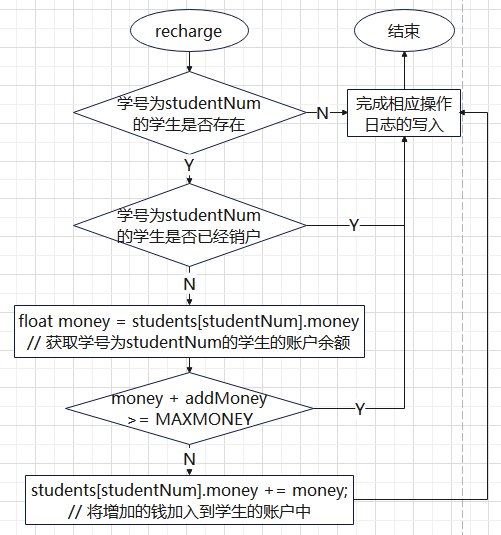 recharge
结束
学号为studentNum
的学生是否存在
N
完成相应操作
日志的写入
Y
学号为studentNum
的学生是否已经销户
Y
N
float money = students[studentNum].money
// 获取学号为studentNum的学生的账户余额
money + addMoney
>= MAXMONEY
Y
N
students[studentNum].money += money;
// 将增加的钱加入到学生的账户中